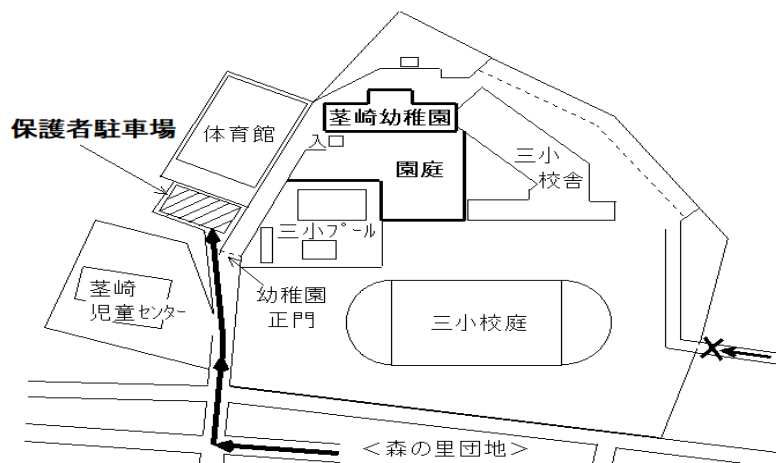 茎崎幼稚園
保護者駐車場
体育館
入口
園庭
三小
校舎
三小プール
茎崎
児童センター
幼稚園
正門
三小校庭
＜森の里団地＞